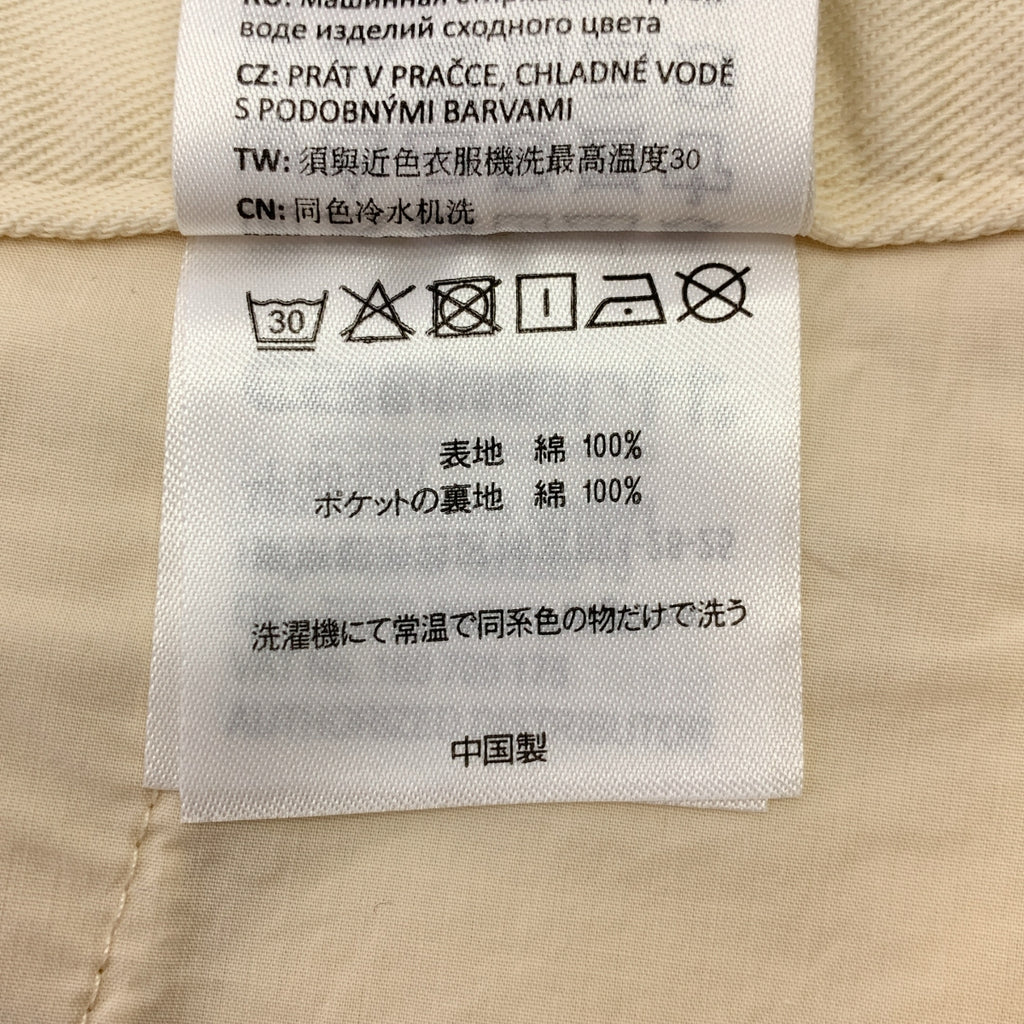 воде изделий сходного цвета
CZ: PRÁT V PRAČCE, CHLADNÉ VODĚ
S PODOBNÝMI BARVAMI
TW: 須與近色衣服機洗最高溫度30
CN: 同色冷水机洗
30
表地 綿 100%
ポケットの裏地 綿 100%
洗濯機にて常温で同系色の物だけで洗う
中国製